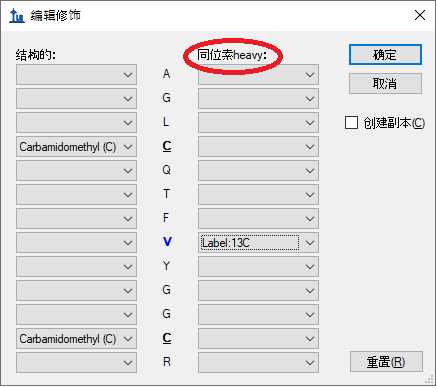 编辑修饰
结构的:
同位素heavy:
确定
取消
创建副本(C)
A
G
L
Carbamidomethyl (C)
C
Q
T
F
V
Label:13C
Y
G
G
Carbamidomethyl (C)
C
R
重置(R)